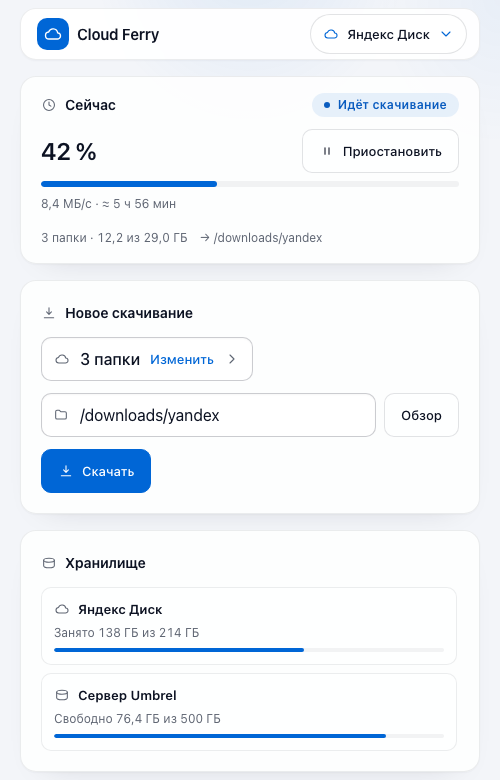 Cloud Ferry
Яндекс Диск
Сейчас
Идёт скачивание
42 %
Приостановить
8,4 МБ/с · ≈ 5 ч 56 мин
3 папки · 12,2 из 29,0 ГБ → /downloads/yandex
Новое скачивание
3 папки Изменить
/downloads/yandex
Обзор
Скачать
Хранилище
Яндекс Диск
Занято 138 ГБ из 214 ГБ
Сервер Umbrel
Свободно 76,4 ГБ из 500 ГБ